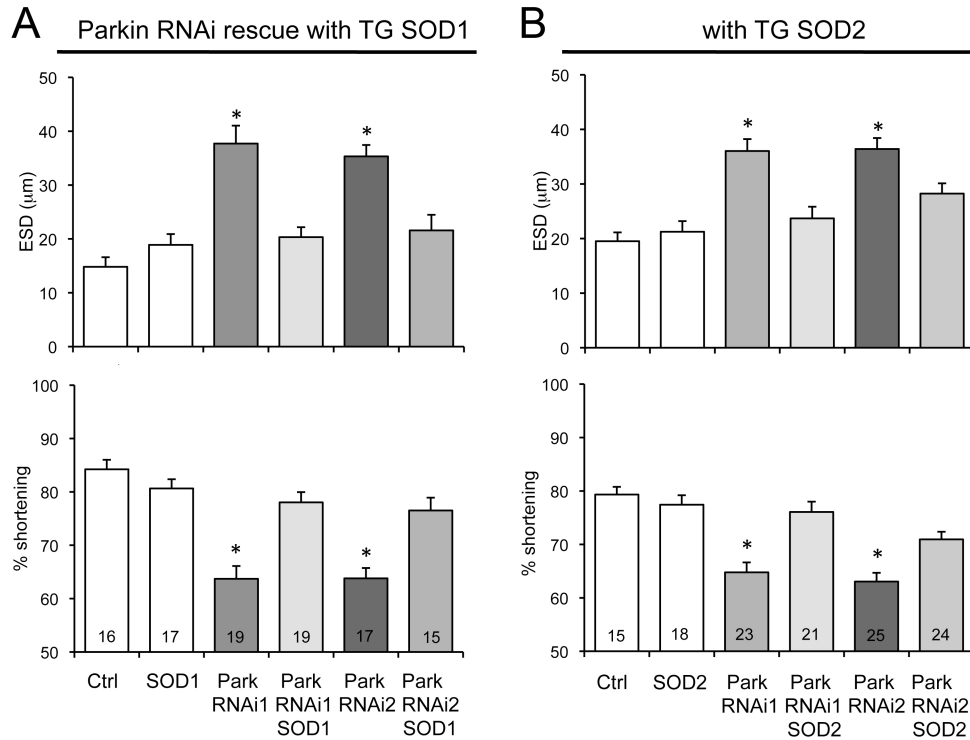 A
Parkin RNAi rescue with TG SOD1
ESD (μm)
50
40
30
20
10
0
*
*
% shortening
100
90
80
70
60
50
*
*
16 17 19 19 17 15
Ctrl SOD1 Park Park Park Park
RNAi1 RNAi1 RNAi2 RNAi2
SOD1 SOD1
B
with TG SOD2
ESD (μm)
50
40
30
20
10
0
*
*
% shortening
100
90
80
70
60
50
*
*
15 18 23 21 25 24
Ctrl SOD2 Park Park Park Park
RNAi1 RNAi1 RNAi2 RNAi2
SOD2 SOD2